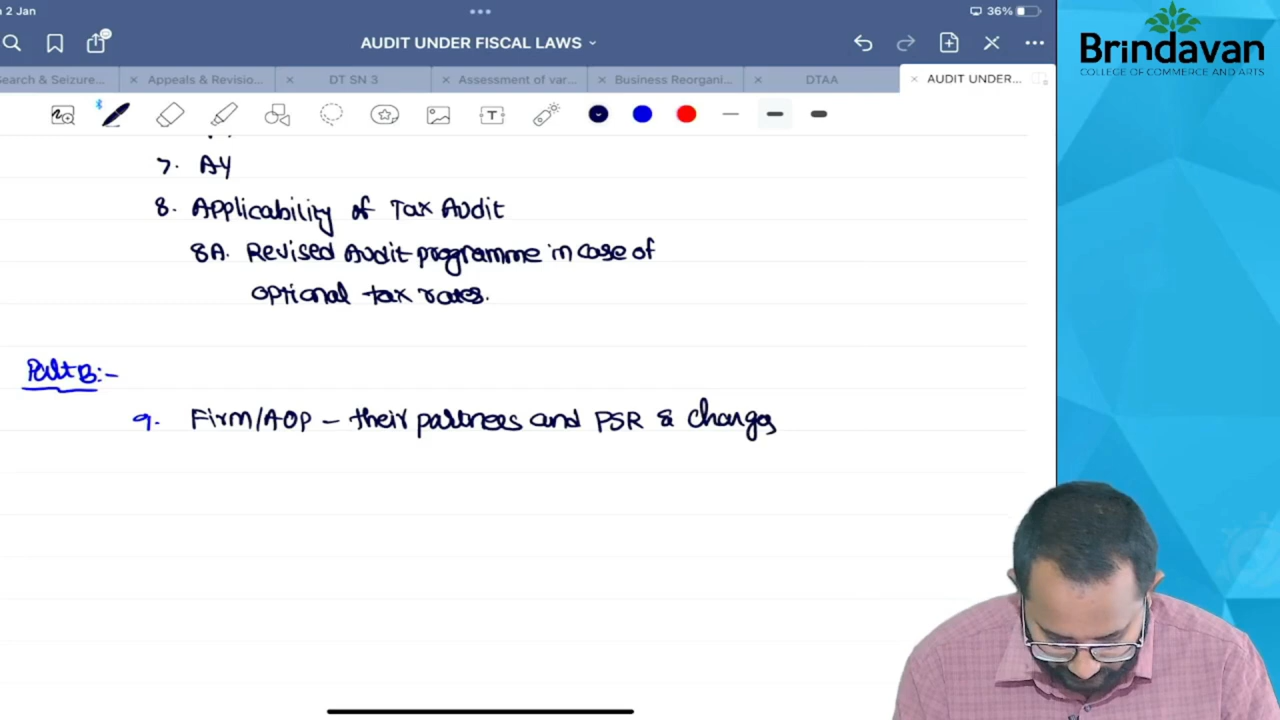 2 Jan
36%
AUDIT UNDER FISCAL LAWS
earch & Seizure...
Appeals & Revisio...
DT SN 3
Assessment of var...
Business Reorgani...
DTAA
AUDIT UNDER...
Brindavan
COLLEGE OF COMMERCE AND ARTS
7. AY
8. Applicability of Tax Audit
8A. Revised Audit programme in case of
optional tax rates.
Part B:-
9. Firm/AOP - their partners and PSR & changes